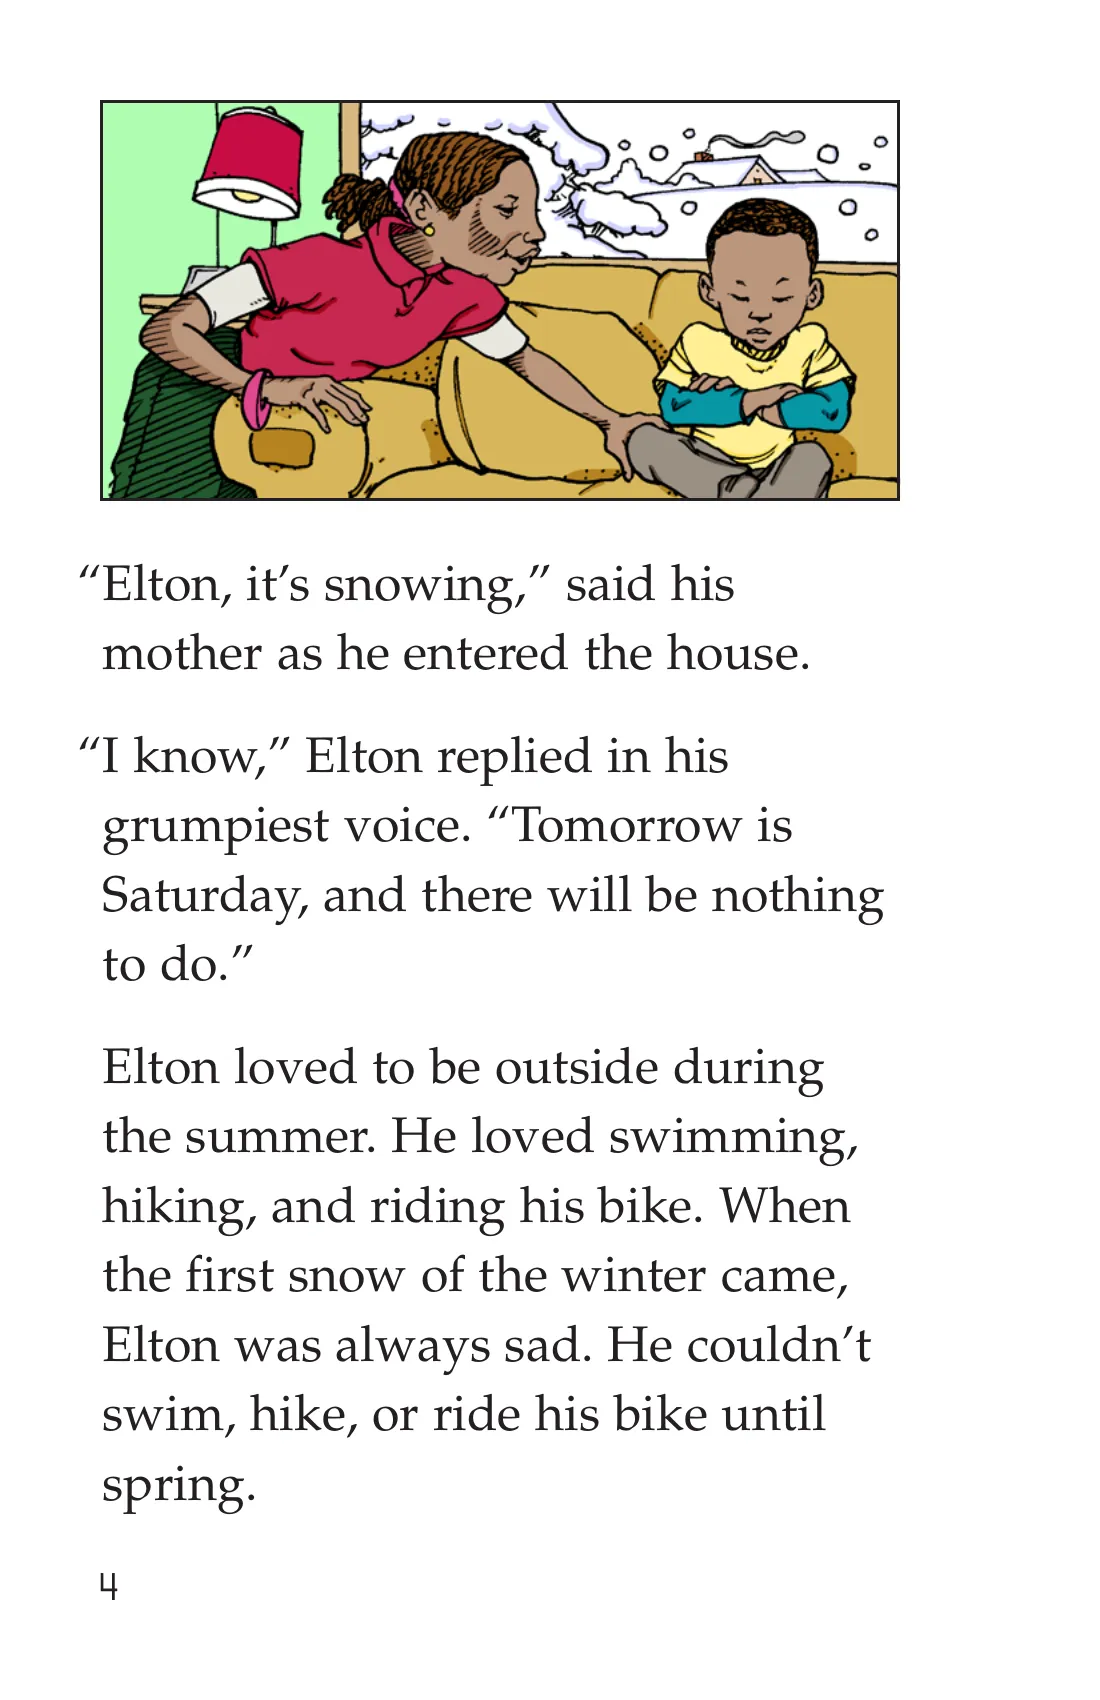 “Elton, it’s snowing,” said his
mother as he entered the house.
“I know,” Elton replied in his
grumpiest voice. “Tomorrow is
Saturday, and there will be nothing
to do.”
Elton loved to be outside during
the summer. He loved swimming,
hiking, and riding his bike. When
the first snow of the winter came,
Elton was always sad. He couldn’t
swim, hike, or ride his bike until
spring.
4